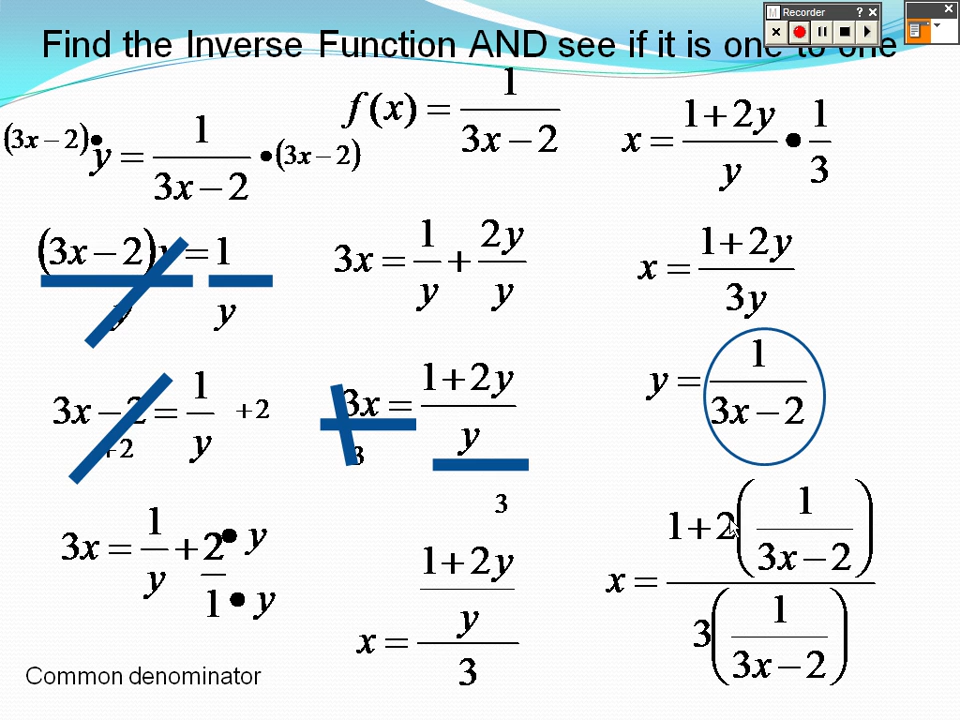 Recorder ? ×
Find the Inverse Function AND see if it is one to one
f(x) = 1/(3x − 2)
(3x − 2)• y = 1/(3x − 2) •(3x − 2)
(3x − 2)y/y = 1/y
3x − 2 = 1/y
+2 +2
3x = 1/y + 2•y/1•y
Common denominator
3x = 1/y + 2y/y
3x = (1+2y)/y
3 3
x = ((1+2y)/y)/3
x = (1+2y)/y • 1/3
x = (1+2y)/3y
y = 1/(3x − 2)
x = (1+2(1/(3x − 2)))/(3(1/(3x − 2)))